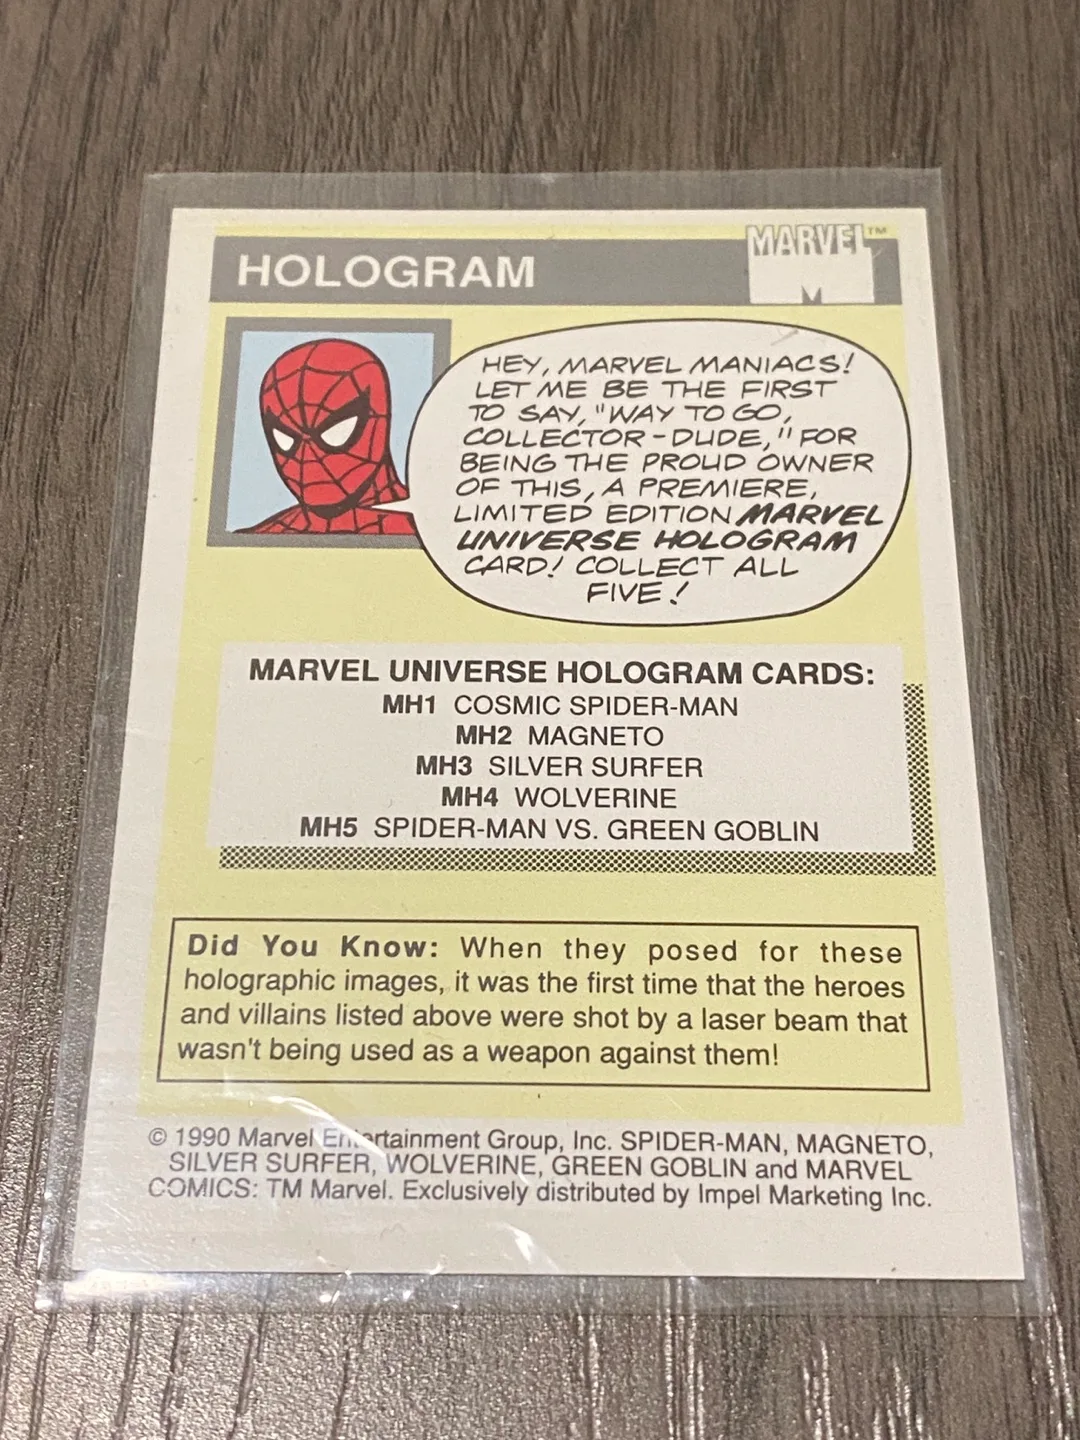 HOLOGRAM
MARVEL™
HEY, MARVEL MANIACS!
LET ME BE THE FIRST
TO SAY, "WAY TO GO,
COLLECTOR-DUDE," FOR
BEING THE PROUD OWNER
OF THIS, A PREMIERE,
LIMITED EDITION MARVEL
UNIVERSE HOLOGRAM
CARD! COLLECT ALL
FIVE!
MARVEL UNIVERSE HOLOGRAM CARDS:
MH1 COSMIC SPIDER-MAN
MH2 MAGNETO
MH3 SILVER SURFER
MH4 WOLVERINE
MH5 SPIDER-MAN VS. GREEN GOBLIN
Did You Know: When they posed for these
holographic images, it was the first time that the heroes
and villains listed above were shot by a laser beam that
wasn't being used as a weapon against them!
© 1990 Marvel Entertainment Group, Inc. SPIDER-MAN, MAGNETO,
SILVER SURFER, WOLVERINE, GREEN GOBLIN and MARVEL
COMICS: TM Marvel. Exclusively distributed by Impel Marketing Inc.